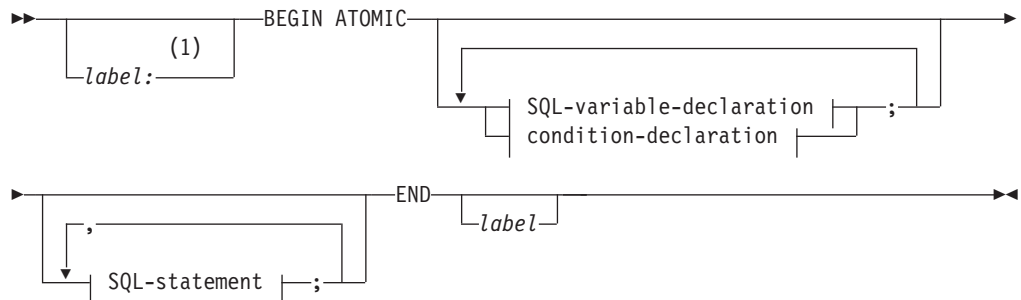 BEGIN ATOMIC
(1)
label:
SQL-variable-declaration ;
condition-declaration
END
label
,
SQL-statement ;